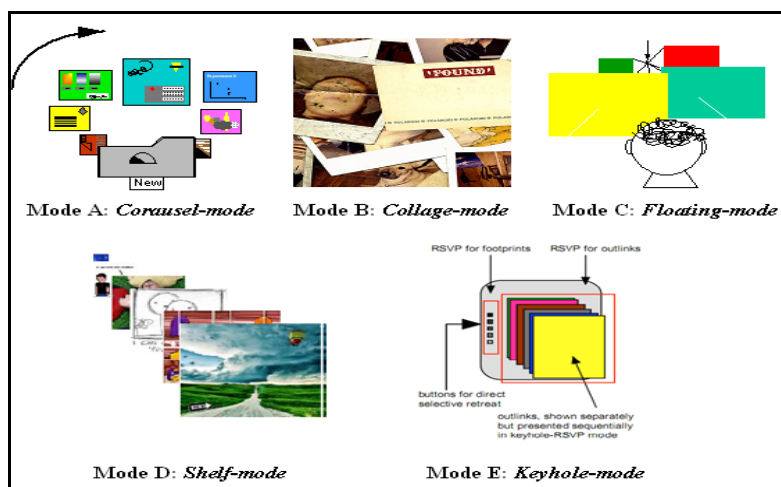 New
'FOUND'
Mode A: Corausel-mode
Mode B: Collage-mode
Mode C: Floating-mode
RSVP for footprints
RSVP for outlinks
buttons for direct
selective retreat
outlinks, shown separately
but presented sequentially
in keyhole-RSVP mode
Mode D: Shelf-mode
Mode E: Keyhole-mode